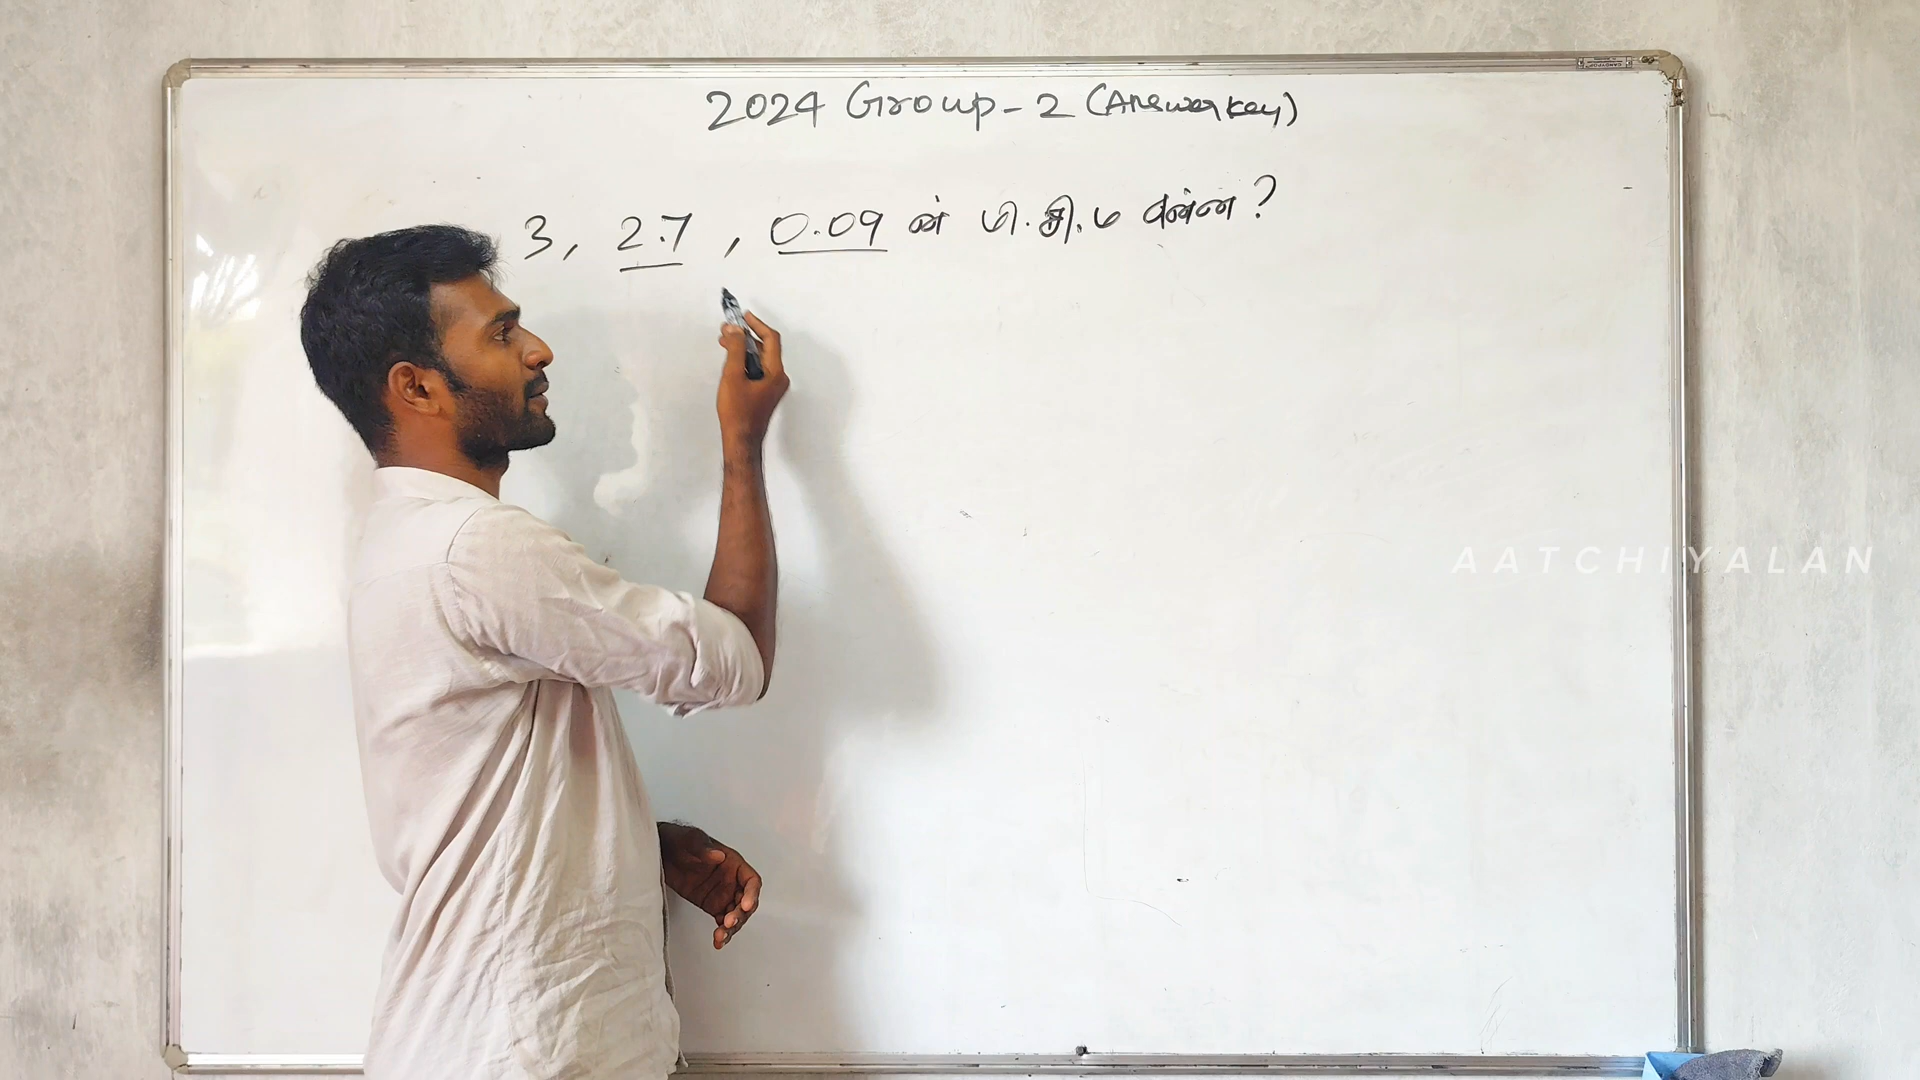 2024 Group - 2 (Answer key)
3, 2.7, 0.09 ன் மீ.சி.ம என்ன?
AATCHIYALAN